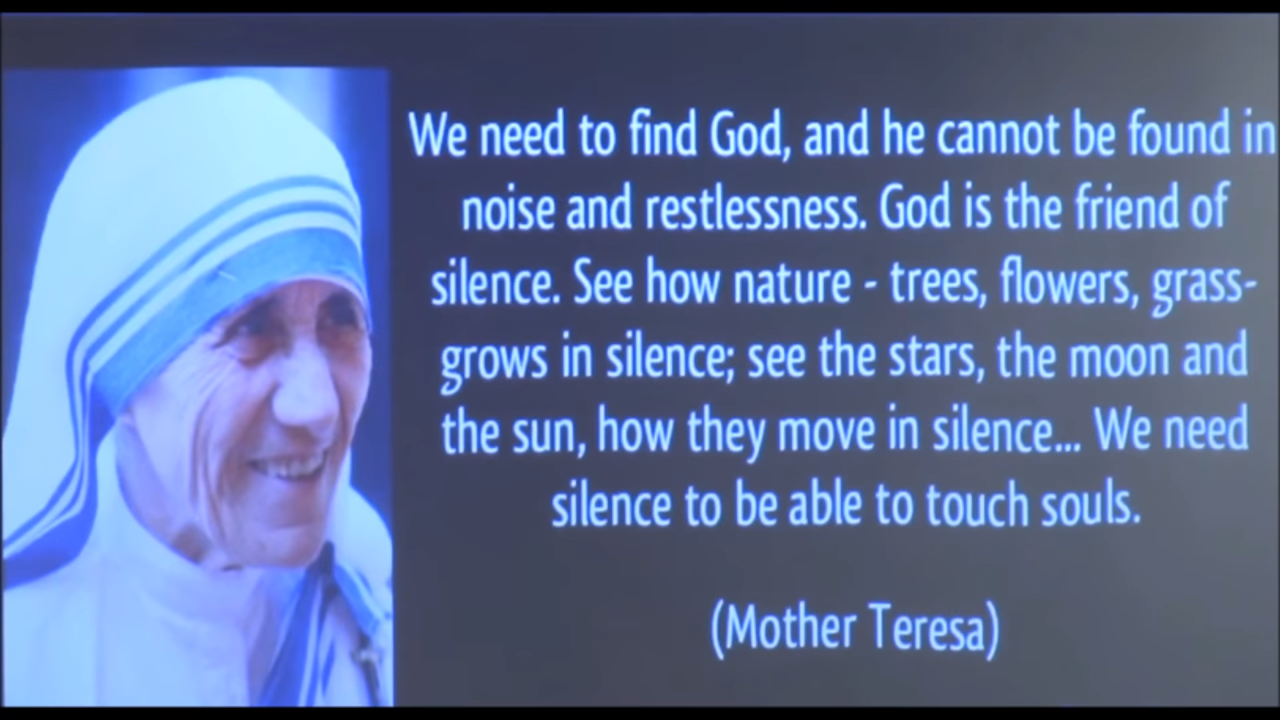 We need to find God, and he cannot be found in
noise and restlessness. God is the friend of
silence. See how nature - trees, flowers, grass-
grows in silence; see the stars, the moon and
the sun, how they move in silence... We need
silence to be able to touch souls.
(Mother Teresa)